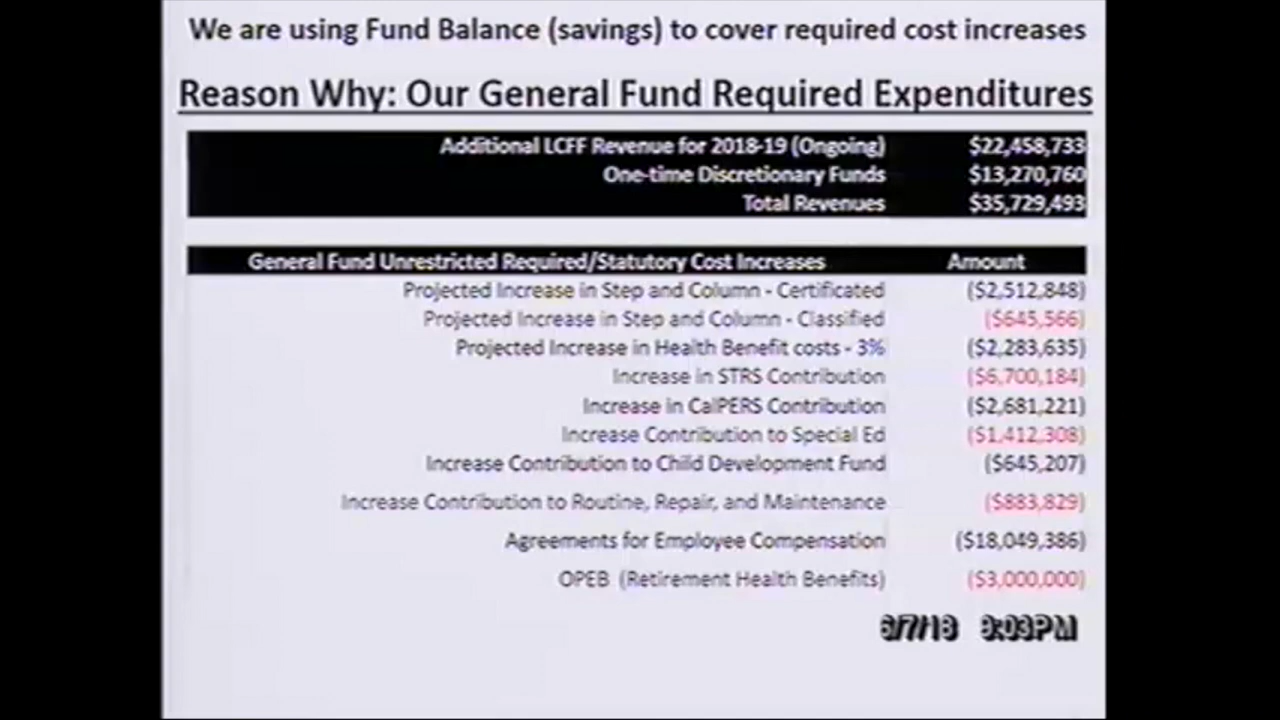 We are using Fund Balance (savings) to cover required cost increases
Reason Why: Our General Fund Required Expenditures
Additional LCFF Revenue for 2018-19 (Ongoing) $22,458,733
One-time Discretionary Funds $13,270,760
Total Revenues $35,729,493
General Fund Unrestricted Required/Statutory Cost Increases Amount
Projected Increase in Step and Column - Certificated ($2,512,848)
Projected Increase in Step and Column - Classified ($645,566)
Projected Increase in Health Benefit costs - 3% ($2,283,635)
Increase in STRS Contribution ($6,700,184)
Increase in CalPERS Contribution ($2,681,221)
Increase Contribution to Special Ed ($1,412,308)
Increase Contribution to Child Development Fund ($645,207)
Increase Contribution to Routine, Repair, and Maintenance ($883,829)
Agreements for Employee Compensation ($18,049,386)
OPEB (Retirement Health Benefits) ($3,000,000)
6/7/18 9:03PM